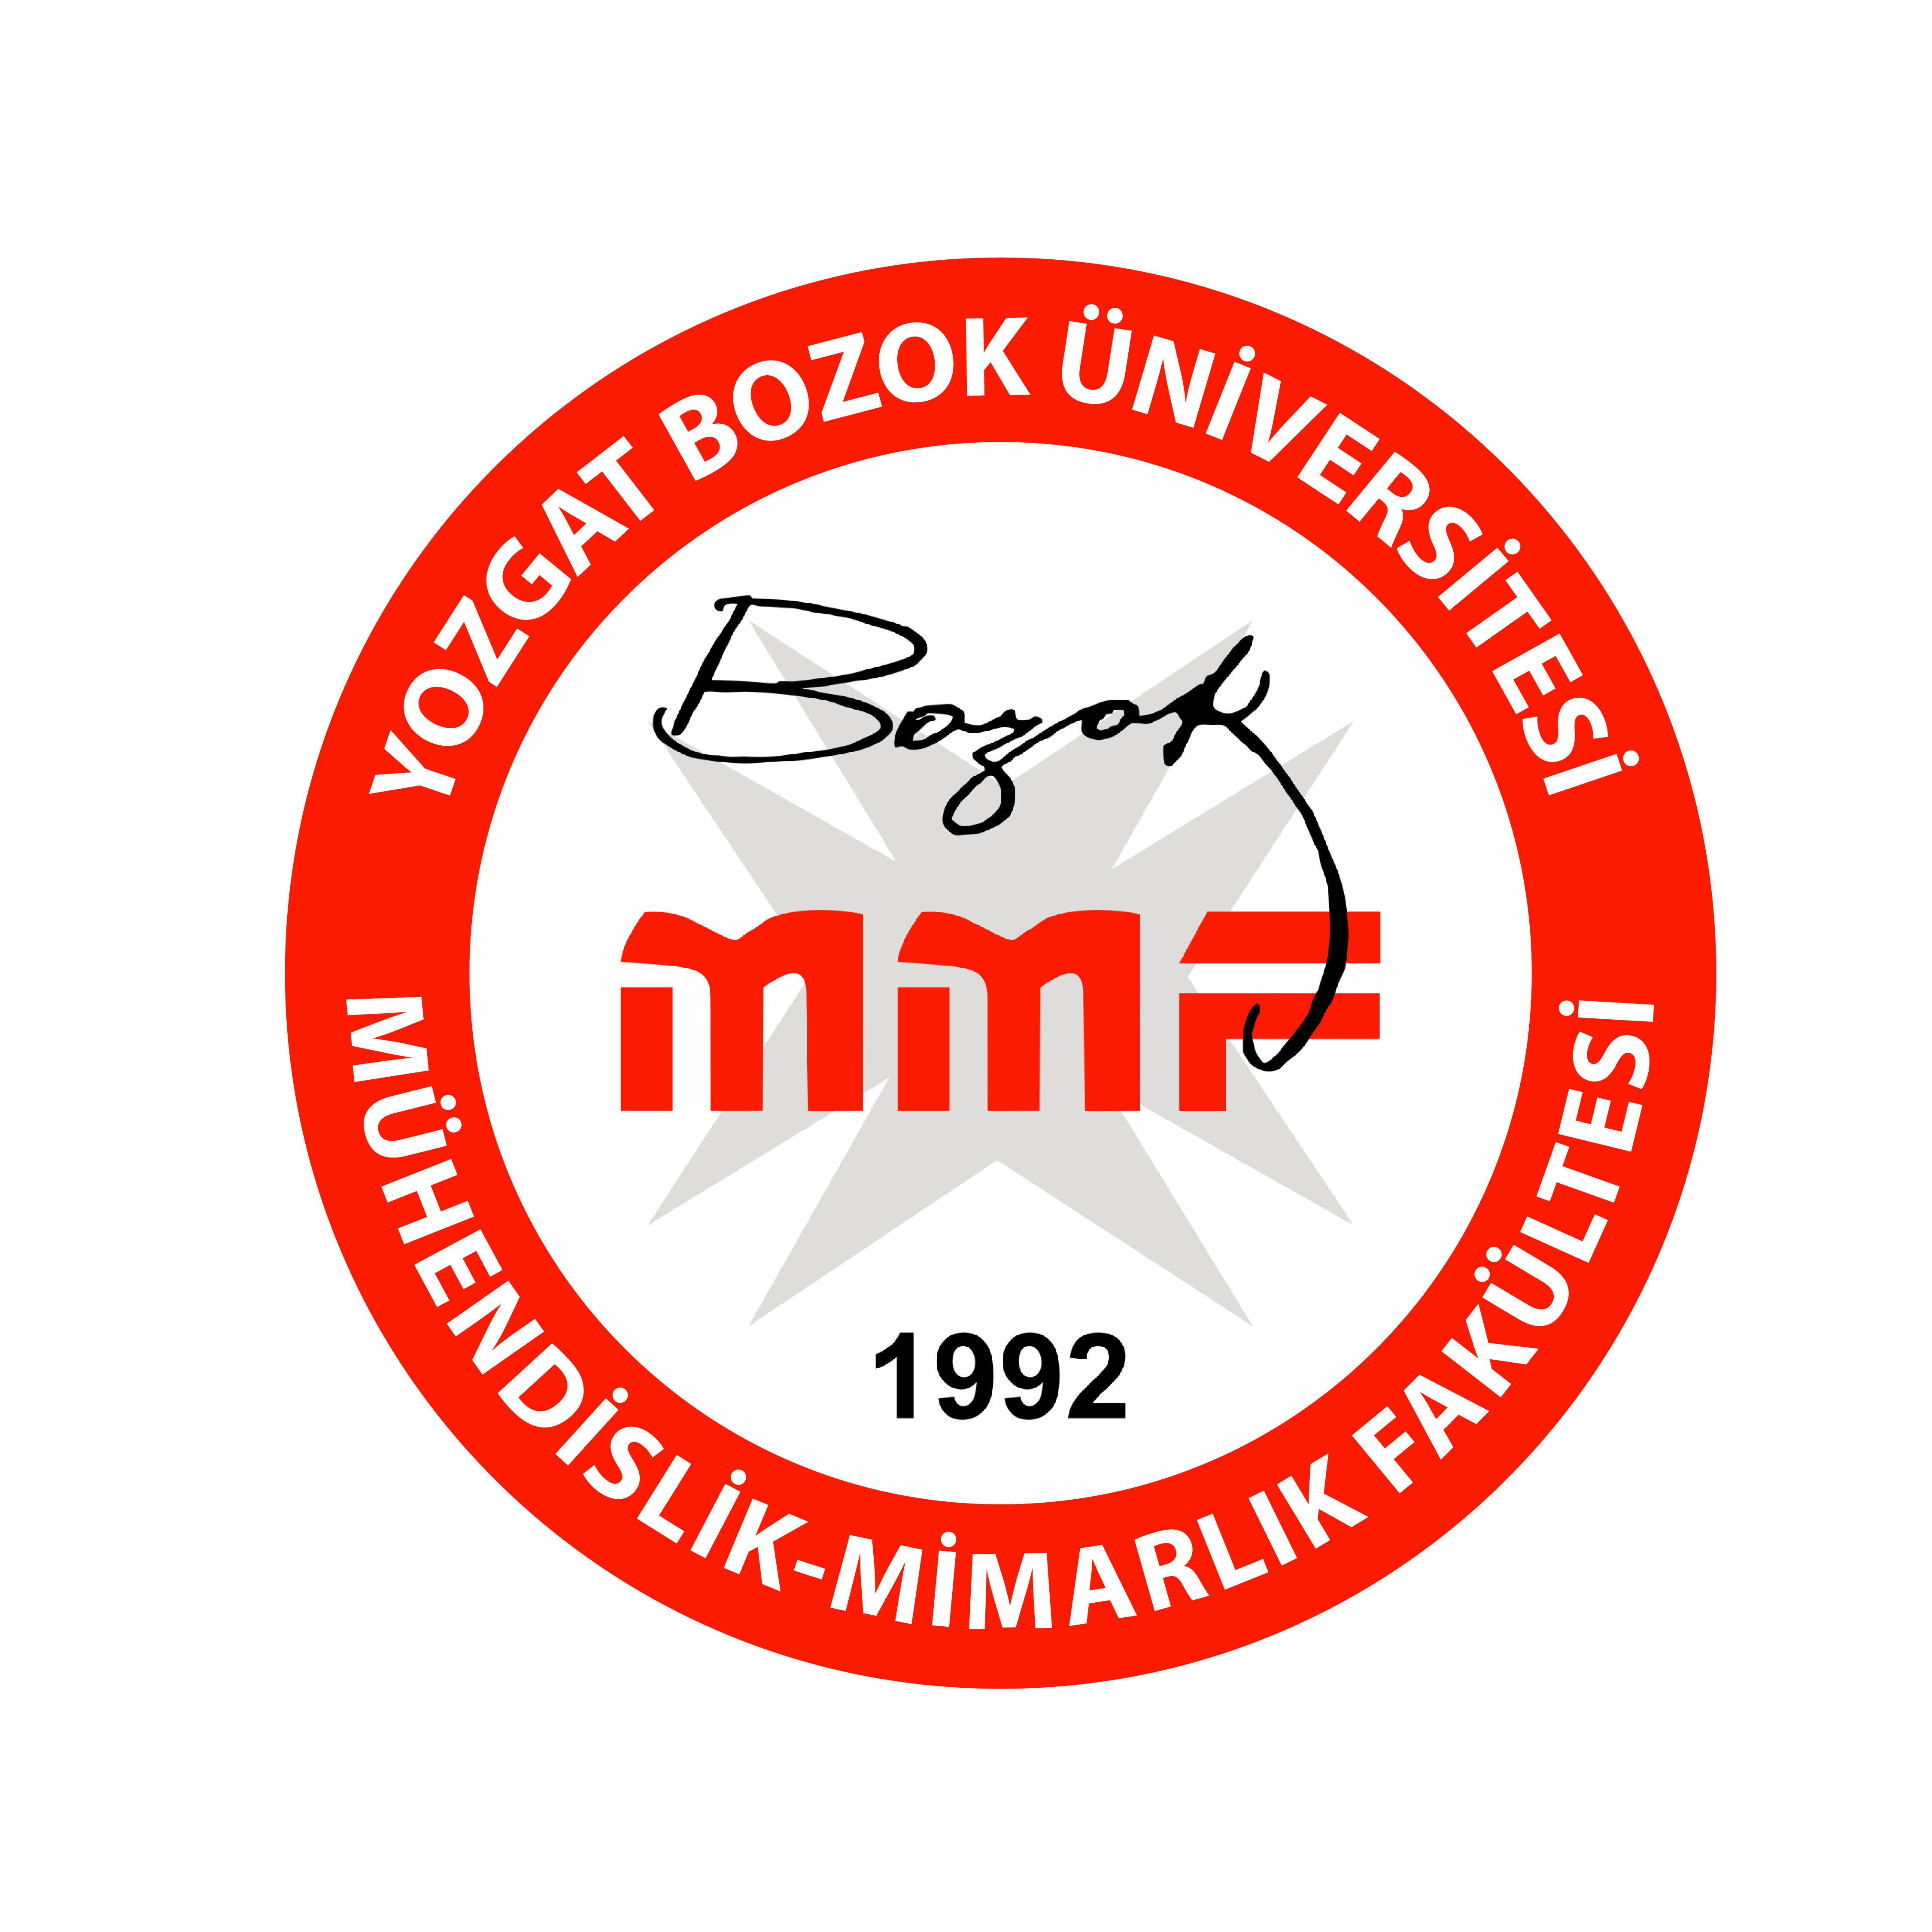 YOZGAT BOZOK ÜNİVERSİTESİ
Bozok
mmf
1992
MÜHENDİSLİK-MİMARLIK FAKÜLTESİ